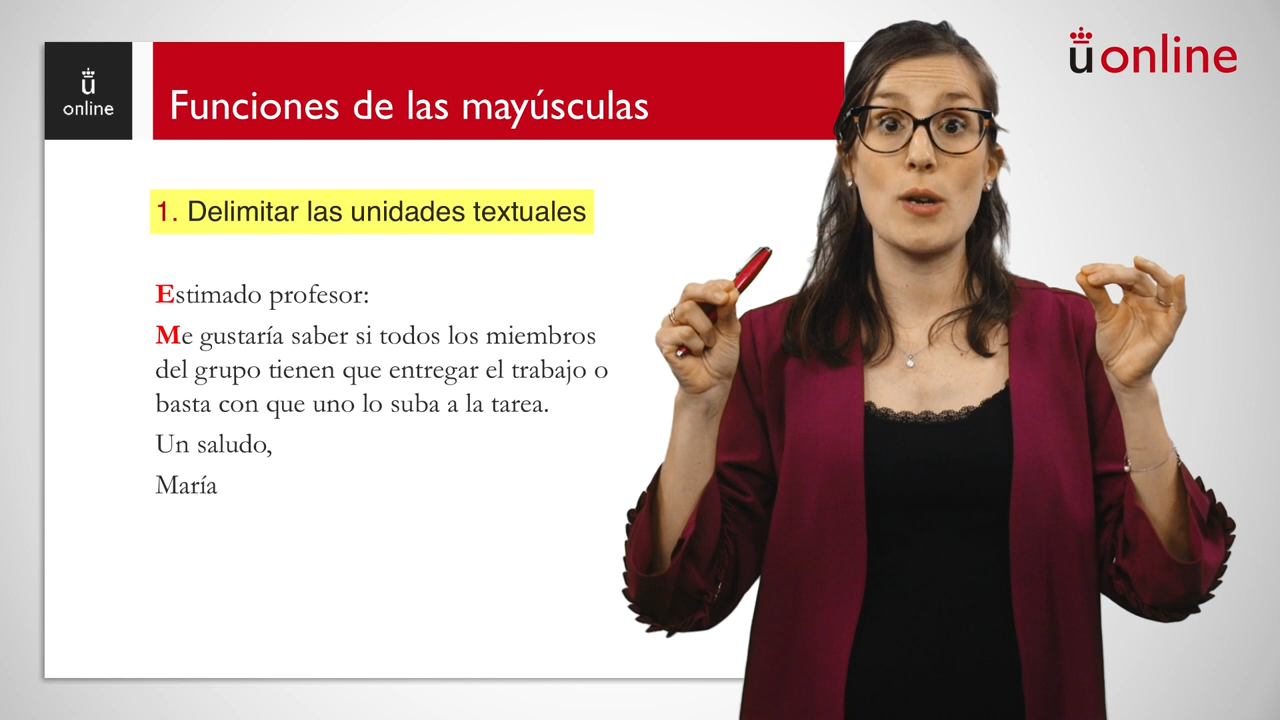 ü online
ü
online
Funciones de las mayúsculas
1. Delimitar las unidades textuales
Estimado profesor:
Me gustaría saber si todos los miembros
del grupo tienen que entregar el trabajo o
basta con que uno lo suba a la tarea.
Un saludo,
María